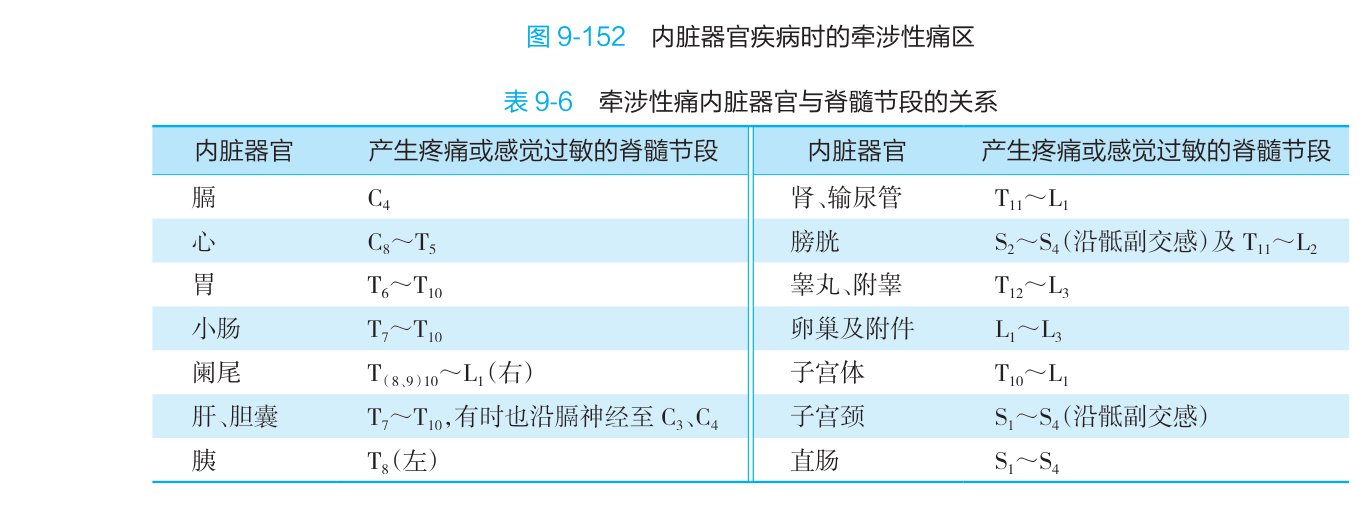 图 9-152 内脏器官疾病时的牵涉性痛区
表 9-6 牵涉性痛内脏器官与脊髓节段的关系
内脏器官 产生疼痛或感觉过敏的脊髓节段 内脏器官 产生疼痛或感觉过敏的脊髓节段
膈 C₄ 肾、输尿管 T₁₁～L₁
心 C₈～T₅ 膀胱 S₂～S₄(沿骶副交感)及 T₁₁～L₂
胃 T₆～T₁₀ 睾丸、附睾 T₁₂～L₃
小肠 T₇～T₁₀ 卵巢及附件 L₁～L₃
阑尾 T₍₈、₉₎₁₀～L₁(右) 子宫体 T₁₀～L₁
肝、胆囊 T₇～T₁₀,有时也沿膈神经至 C₃、C₄ 子宫颈 S₁～S₄(沿骶副交感)
胰 T₈(左) 直肠 S₁～S₄